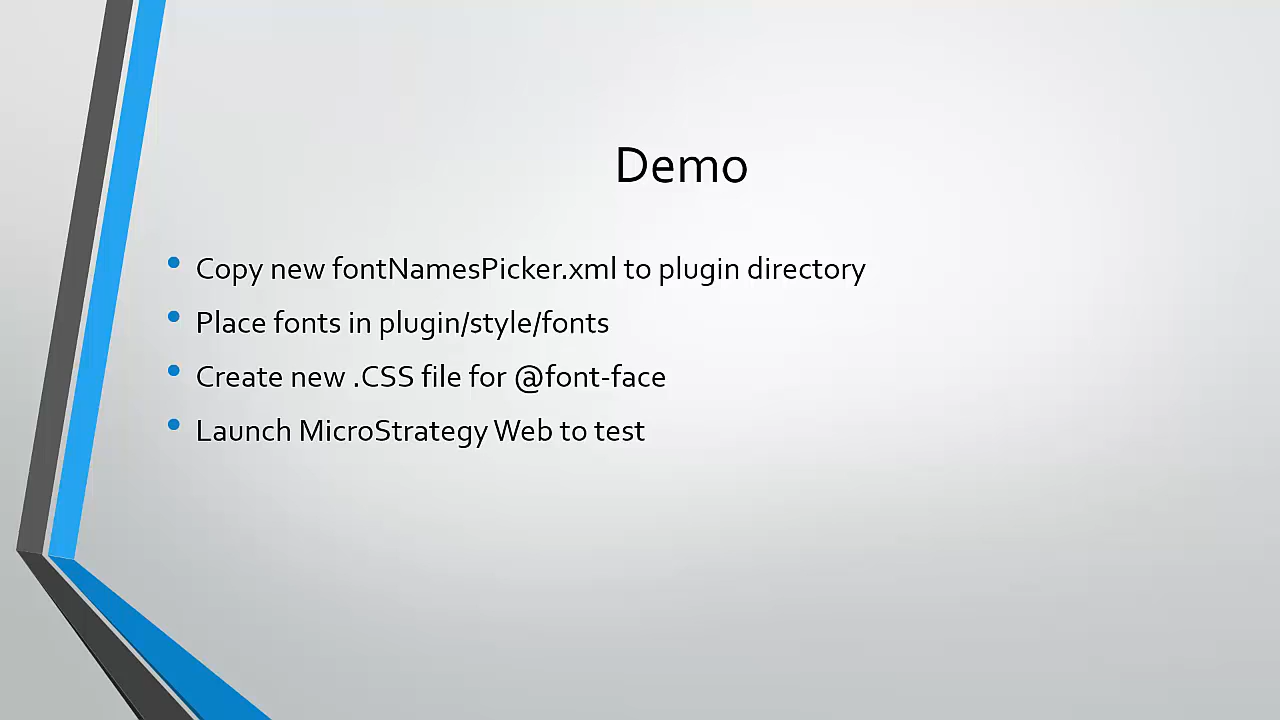 Demo
• Copy new fontNamesPicker.xml to plugin directory
• Place fonts in plugin/style/fonts
• Create new .CSS file for @font-face
• Launch MicroStrategy Web to test